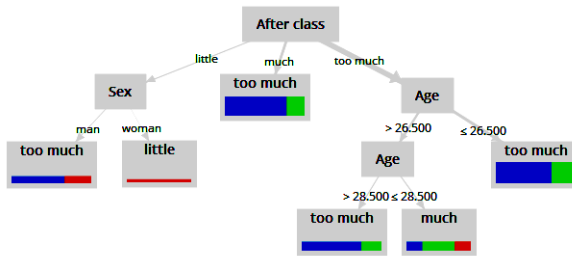 After class
little
much
too much
Sex
too much
Age
man
woman
> 26.500
≤ 26.500
too much
little
Age
too much
> 28.500
≤ 28.500
too much
much